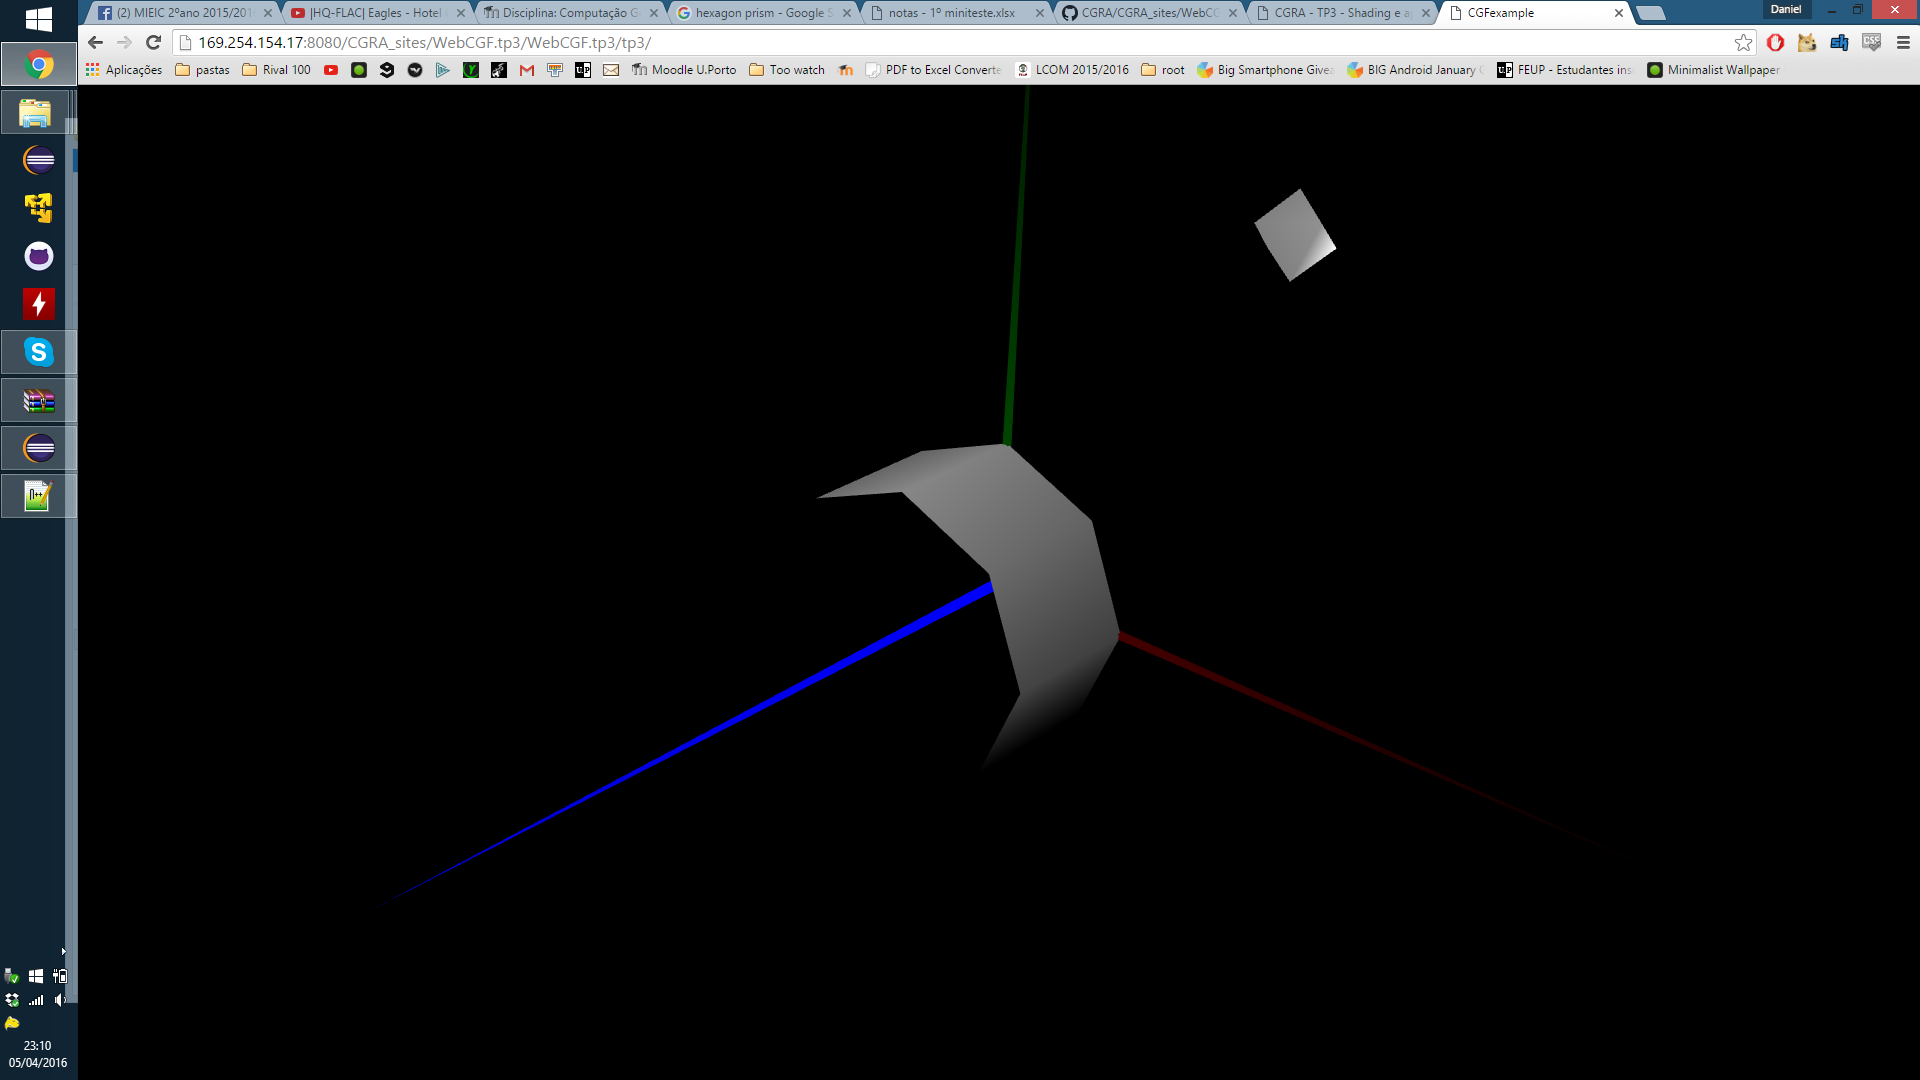 (2) MIEIC 2ºano 2015/201
|HQ-FLAC| Eagles - Hotel
Disciplina: Computação G
hexagon prism - Google S
notas - 1º miniteste.xlsx
CGRA/CGRA_sites/WebCG
CGRA - TP3 - Shading e a
CGFexample
Daniel
169.254.154.17:8080/CGRA_sites/WebCGF.tp3/WebCGF.tp3/tp3/
Aplicações
pastas
Rival 100
Moodle U.Porto
Too watch
PDF to Excel Converte
LCOM 2015/2016
root
Big Smartphone Givea
BIG Android January
FEUP - Estudantes ins
Minimalist Wallpaper
23:10
05/04/2016